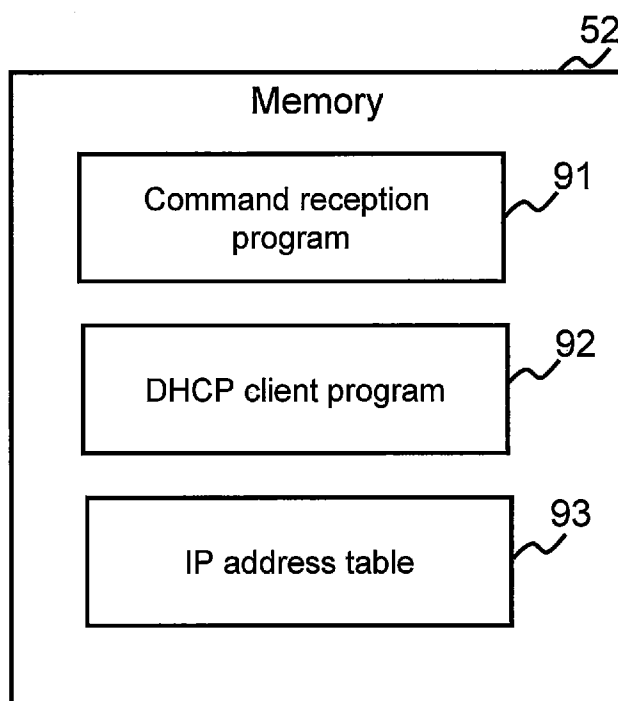 52
Memory
Command reception
program
91
DHCP client program
92
IP address table
93